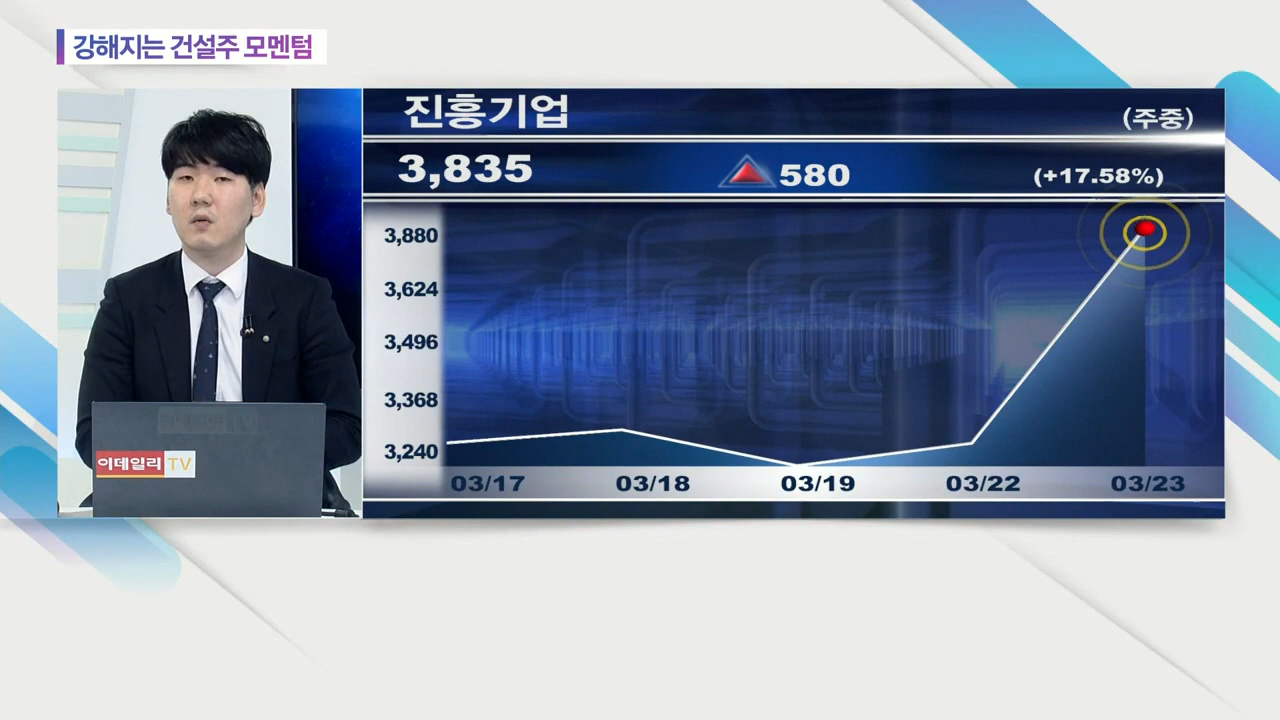 강해지는 건설주 모멘텀
진흥기업 (주중)
3,835 580 (+17.58%)
3,880
3,624
3,496
3,368
3,240
03/17 03/18 03/19 03/22 03/23
이데일리 TV